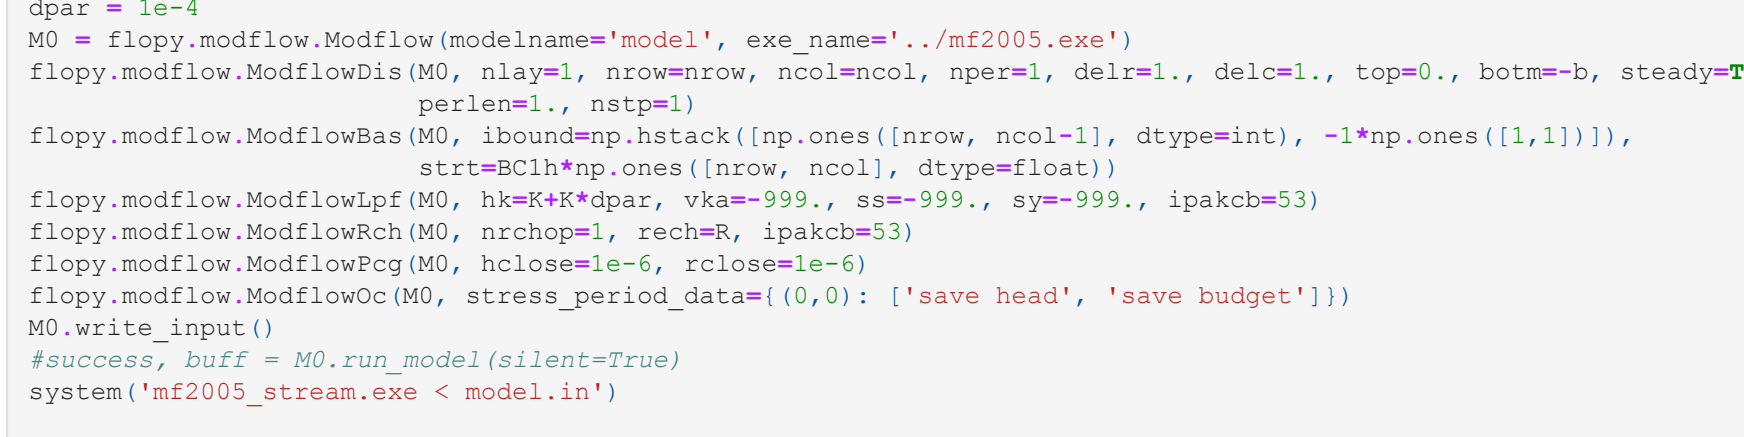 dpar = 1e-4
M0 = flopy.modflow.Modflow(modelname='model', exe_name='../mf2005.exe')
flopy.modflow.ModflowDis(M0, nlay=1, nrow=nrow, ncol=ncol, nper=1, delr=1., delc=1., top=0., botm=-b, steady=T
perlen=1., nstp=1)
flopy.modflow.ModflowBas(M0, ibound=np.hstack([np.ones([nrow, ncol-1], dtype=int), -1*np.ones([1,1])]),
strt=BC1h*np.ones([nrow, ncol], dtype=float))
flopy.modflow.ModflowLpf(M0, hk=K+K*dpar, vka=-999., ss=-999., sy=-999., ipakcb=53)
flopy.modflow.ModflowRch(M0, nrchop=1, rech=R, ipakcb=53)
flopy.modflow.ModflowPcg(M0, hclose=1e-6, rclose=1e-6)
flopy.modflow.ModflowOc(M0, stress_period_data={(0,0): ['save head', 'save budget']})
M0.write_input()
#success, buff = M0.run_model(silent=True)
system('mf2005_stream.exe < model.in')